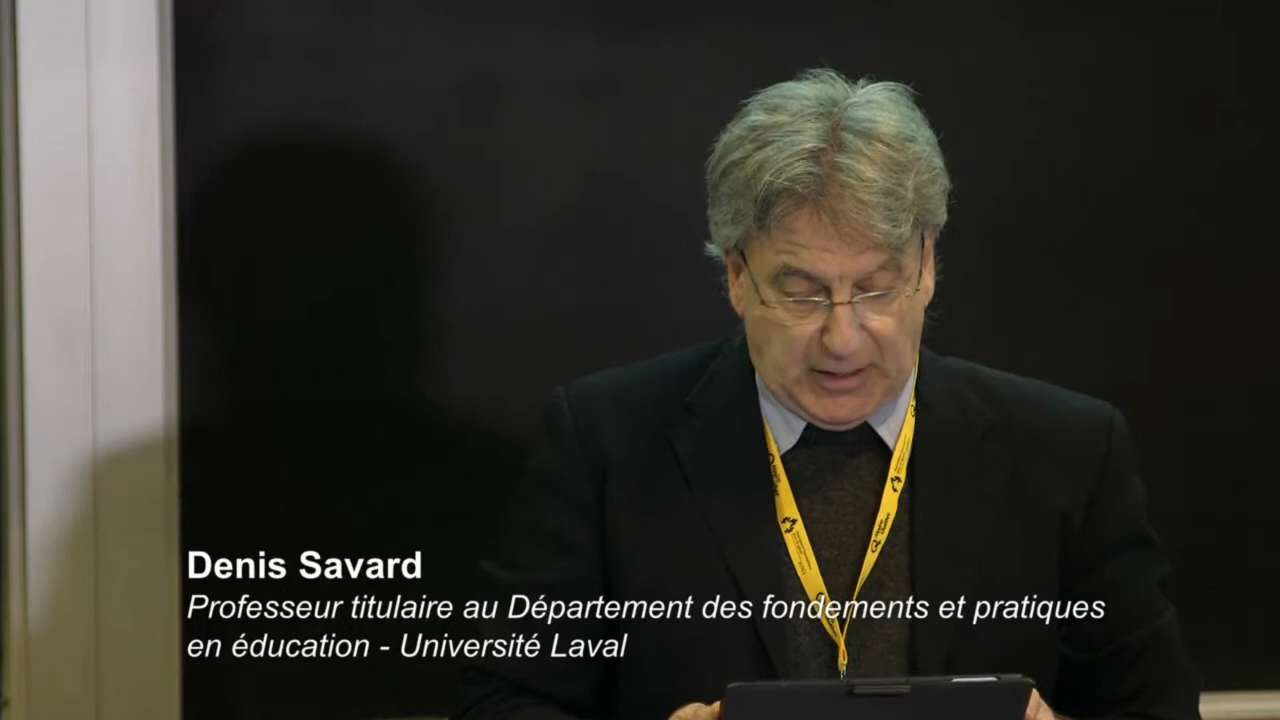 Denis Savard
Professeur titulaire au Département des fondements et pratiques
en éducation - Université Laval